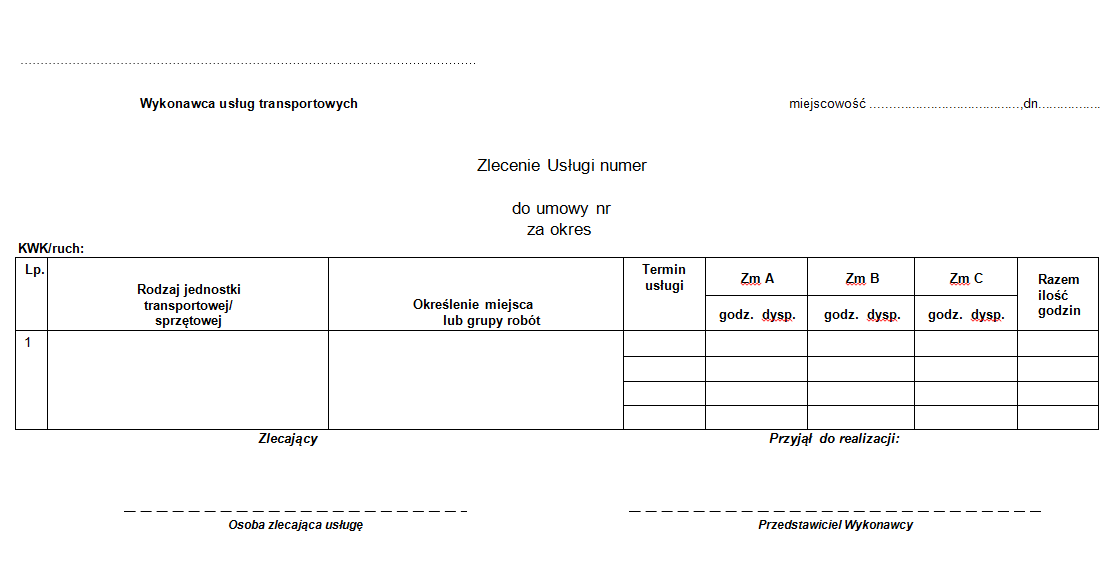 ................................................................................................................
Wykonawca usług transportowych
miejscowość .......................................,dn................
Zlecenie Usługi numer
do umowy nr
za okres
KWK/ruch:
Lp.
Rodzaj jednostki
transportowej/
sprzętowej
Określenie miejsca
lub grupy robót
Termin
usługi
Zm A
Zm B
Zm C
godz. dysp.
godz. dysp.
godz. dysp.
Razem
ilość
godzin
1
Zlecający
Przyjął do realizacji:
Osoba zlecająca usługę
Przedstawiciel Wykonawcy